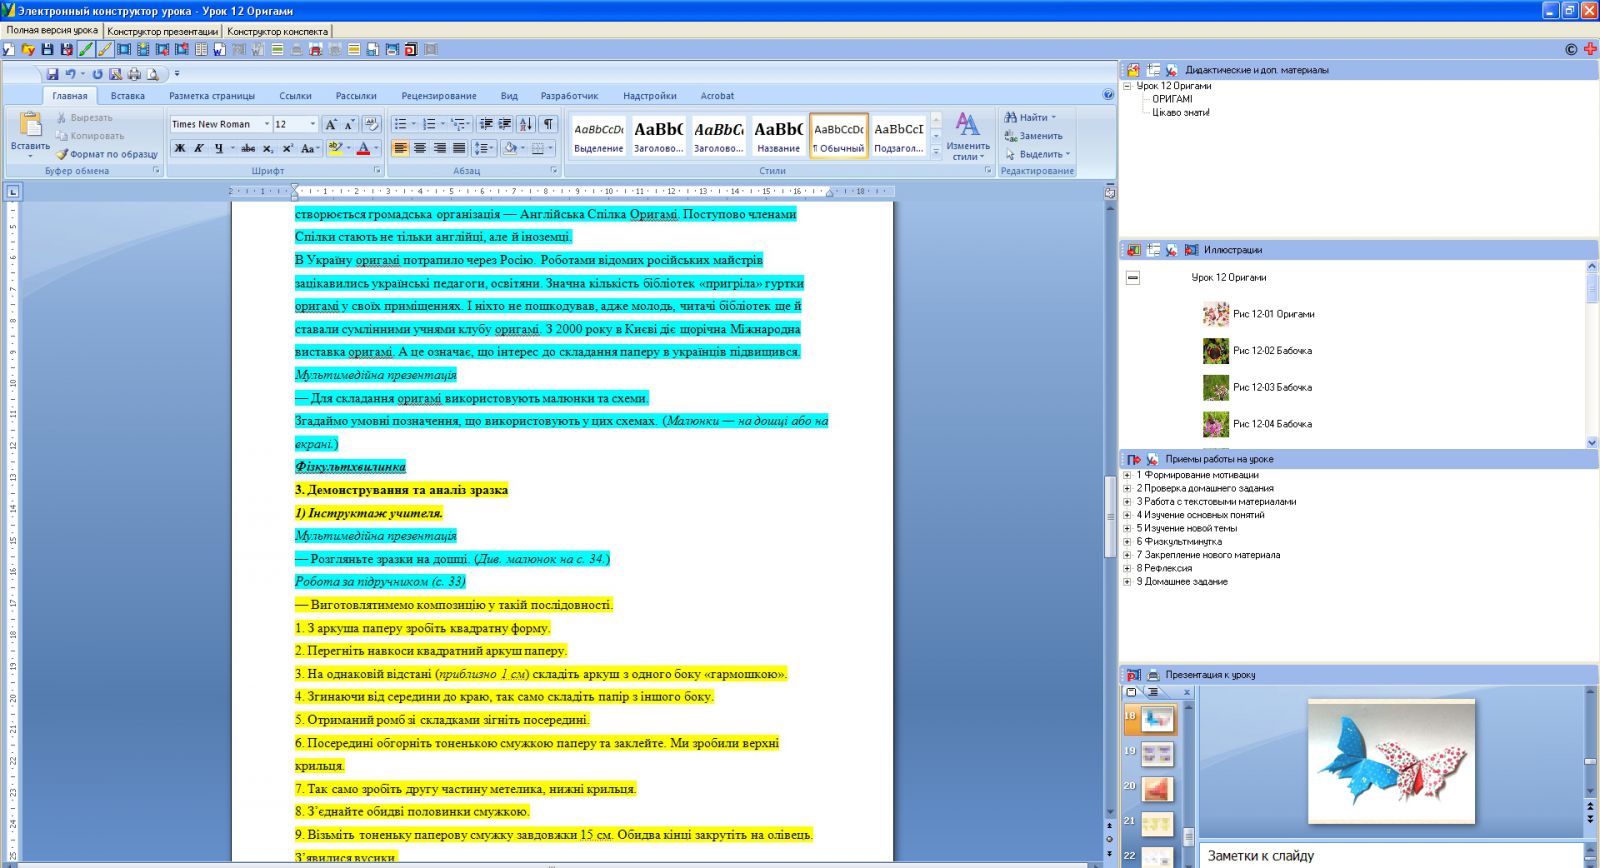 Электронный конструктор урока - Урок 12 Оригами
Полная версия урока
Конструктор презентации
Конструктор конспекта
Главная
Вставка
Разметка страницы
Ссылки
Рассылки
Рецензирование
Вид
Разработчик
Надстройки
Acrobat
Вставить
Вырезать
Копировать
Формат по образцу
Буфер обмена
Times New Roman
12
Ж К Ч abc x₂ x² Aa
Шрифт
Абзац
AaBbCcDc
Выделение
AaBbC
Заголово...
AaBbC
Заголово...
AaBbC
Название
AaBbCcDc
¶ Обычный
AaBbCcI
Подзагол...
Изменить стили
Стили
Найти
Заменить
Выделить
Редактирование
створюється громадська організація — Англійська Спілка Оригамі. Поступово членами
Спілки стають не тільки англійці, але й іноземці.
В Україну оригамі потрапило через Росію. Роботами відомих російських майстрів
зацікавились українські педагоги, освітяни. Значна кількість бібліотек «пригріла» гуртки
оригамі у своїх приміщеннях. І ніхто не пошкодував, адже молодь, читачі бібліотек ще й
ставали сумлінними учнями клубу оригамі. З 2000 року в Києві діє щорічна Міжнародна
виставка оригамі. А це означає, що інтерес до складання паперу в українців підвищився.
Мультимедійна презентація
— Для складання оригамі використовують малюнки та схеми.
Згадаймо умовні позначення, що використовують у цих схемах. (Малюнки — на дошці або на
екрані.)
Фізкультхвилинка
3. Демонстрування та аналіз зразка
1) Інструктаж учителя.
Мультимедійна презентація
— Розгляньте зразки на дошці. (Див. малюнок на с. 34.)
Робота за підручником (с. 33)
— Виготовлятимемо композицію у такій послідовності.
1. З аркуша паперу зробіть квадратну форму.
2. Перегніть навкоси квадратний аркуш паперу.
3. На однаковій відстані (приблизно 1 см) складіть аркуш з одного боку «гармошкою».
4. Згинаючи від середини до краю, так само складіть папір з іншого боку.
5. Отриманий ромб зі складками зігніть посередині.
6. Посередині обгорніть тоненькою смужкою паперу та заклейте. Ми зробили верхні
крильця.
7. Так само зробіть другу частину метелика, нижні крильця.
8. З’єднайте обидві половинки смужкою.
9. Візьміть тоненьку паперову смужку завдовжки 15 см. Обидва кінці закрутіть на олівець.
З’явилися вусики.
Дидактические и доп. материалы
Урок 12 Оригами
ОРИГАМІ
Цікаво знати!
Иллюстрации
Урок 12 Оригами
Рис 12-01 Оригами
Рис 12-02 Бабочка
Рис 12-03 Бабочка
Рис 12-04 Бабочка
Приемы работы на уроке
1 Формирование мотивации
2 Проверка домашнего задания
3 Работа с текстовыми материалами
4 Изучение основных понятий
5 Изучение новой темы
6 Физкультминутка
7 Закрепление нового материала
8 Рефлексия
9 Домашнее задание
Презентация к уроку
18
19
20
21
22
Заметки к слайду